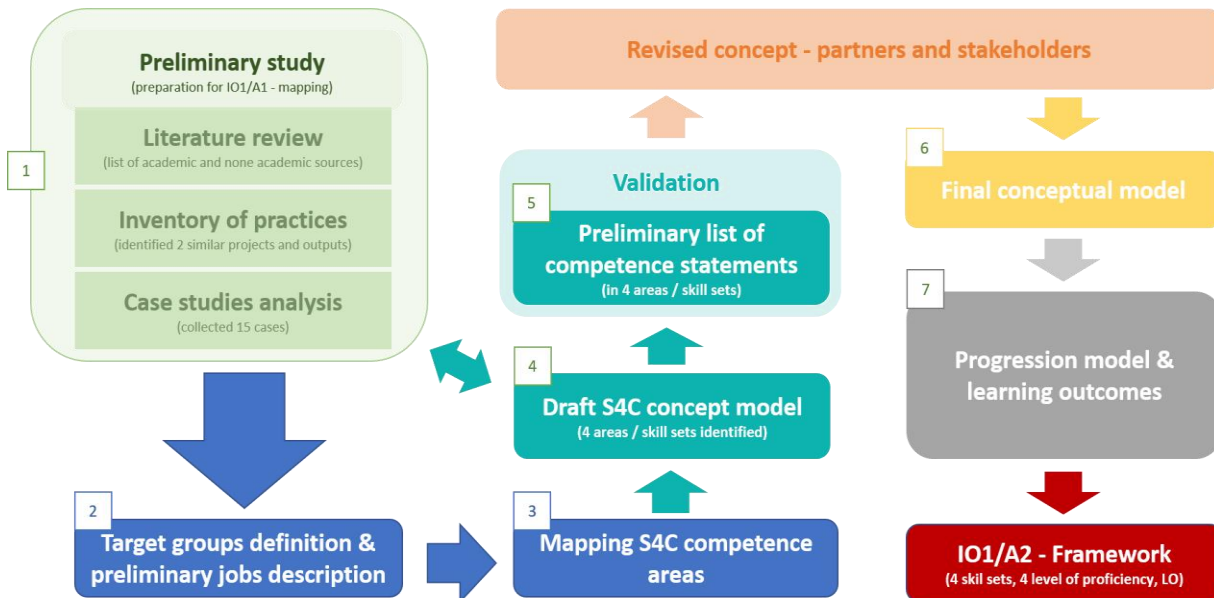 1
Preliminary study
(preparation for IO1/A1 - mapping)
Literature review
(list of academic and none academic sources)
Inventory of practices
(identified 2 similar projects and outputs)
Case studies analysis
(collected 15 cases)
2
Target groups definition &
preliminary jobs description
3
Mapping S4C competence
areas
4
Draft S4C concept model
(4 areas / skill sets identified)
Validation
5
Preliminary list of
competence statements
(in 4 areas / skill sets)
Revised concept - partners and stakeholders
6
Final conceptual model
7
Progression model &
learning outcomes
IO1/A2 - Framework
(4 skil sets, 4 level of proficiency, LO)